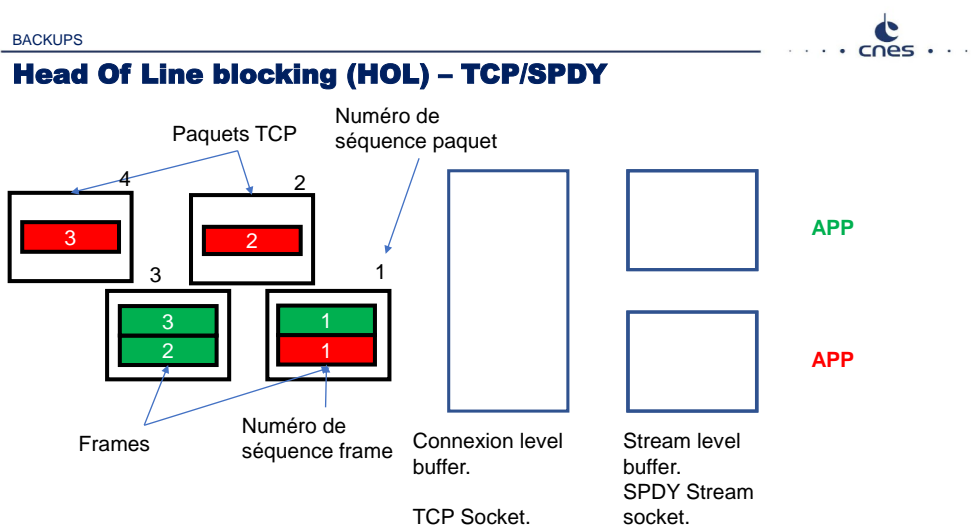 BACKUPS
cnes
Head Of Line blocking (HOL) – TCP/SPDY
Paquets TCP
Numéro de
séquence paquet
4
3
2
2
3
3
2
1
1
1
APP
APP
Frames
Numéro de
séquence frame
Connexion level
buffer.
TCP Socket.
Stream level
buffer.
SPDY Stream
socket.